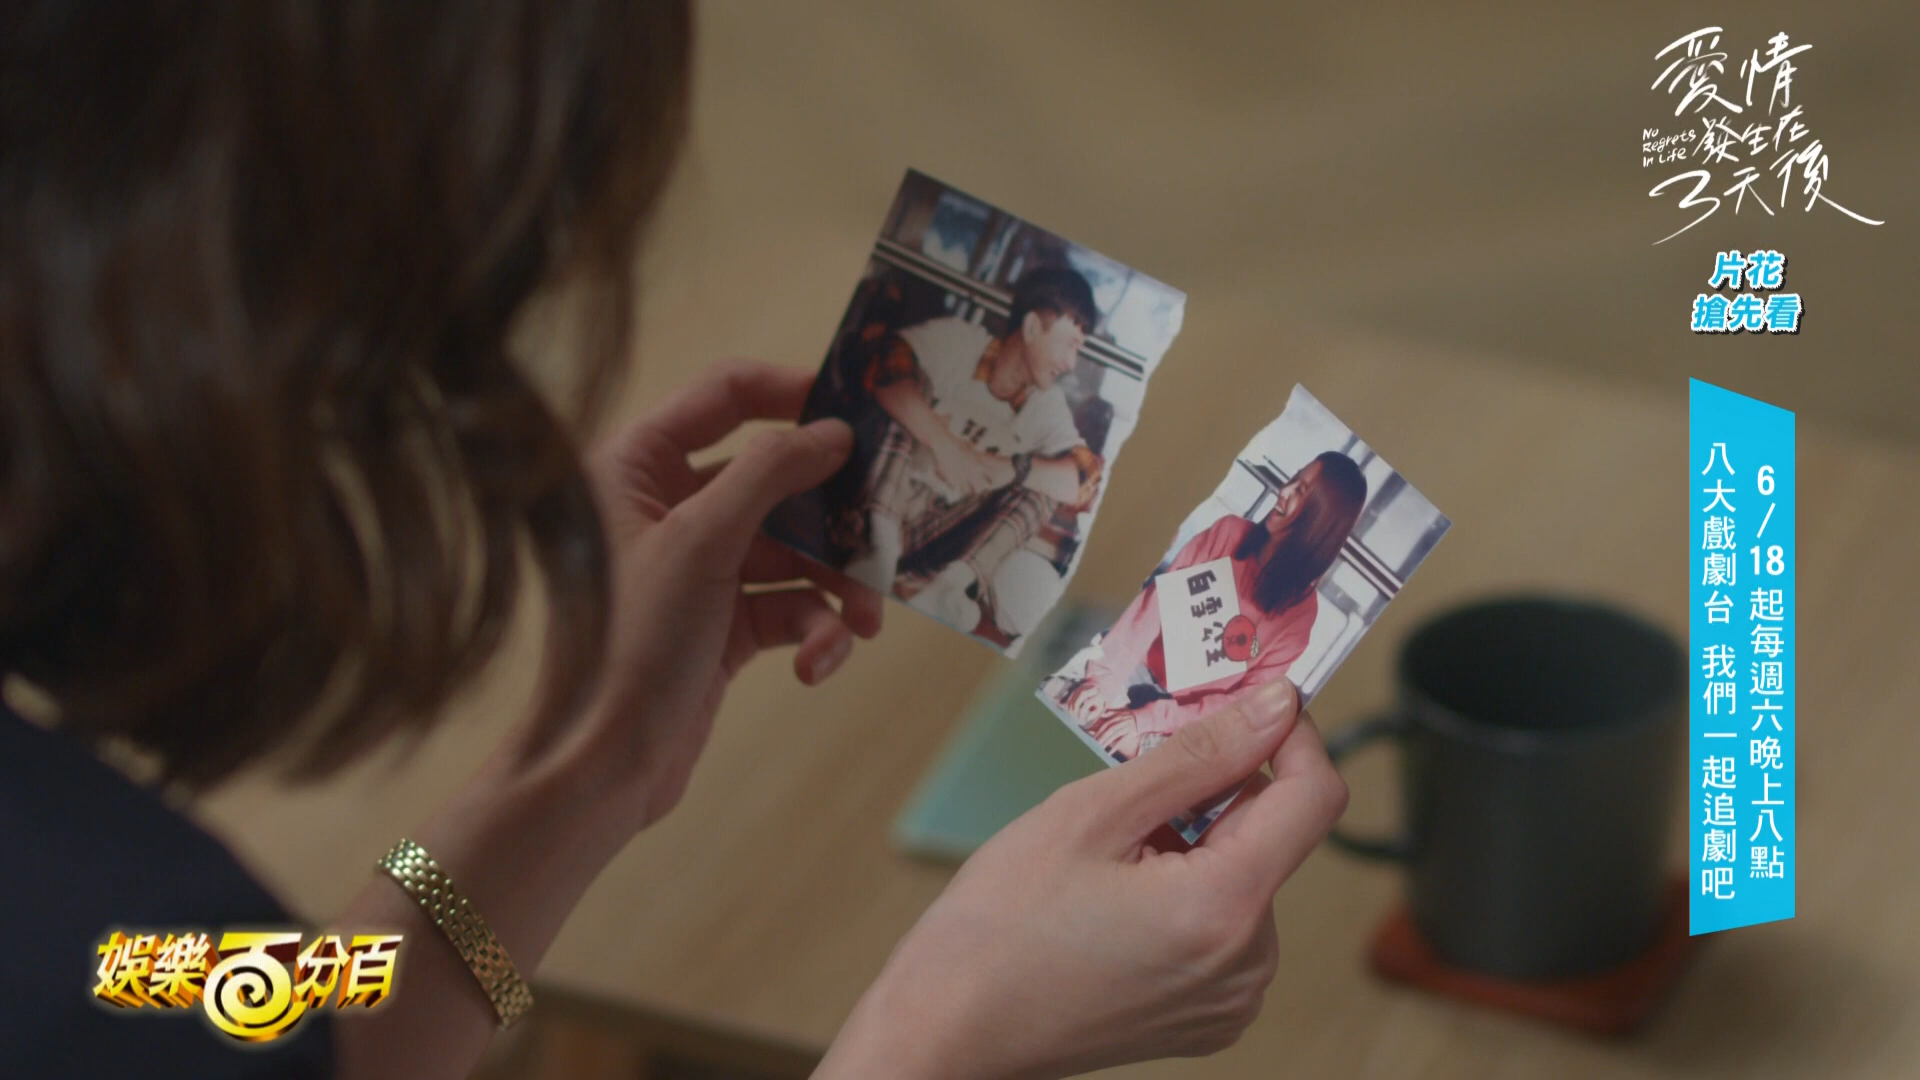 愛情
No
Regrets
In Life
發生在
3天後
片花
搶先看
6/18起每週六晚上八點
八大戲劇台 我們一起追劇吧
娛樂百分百